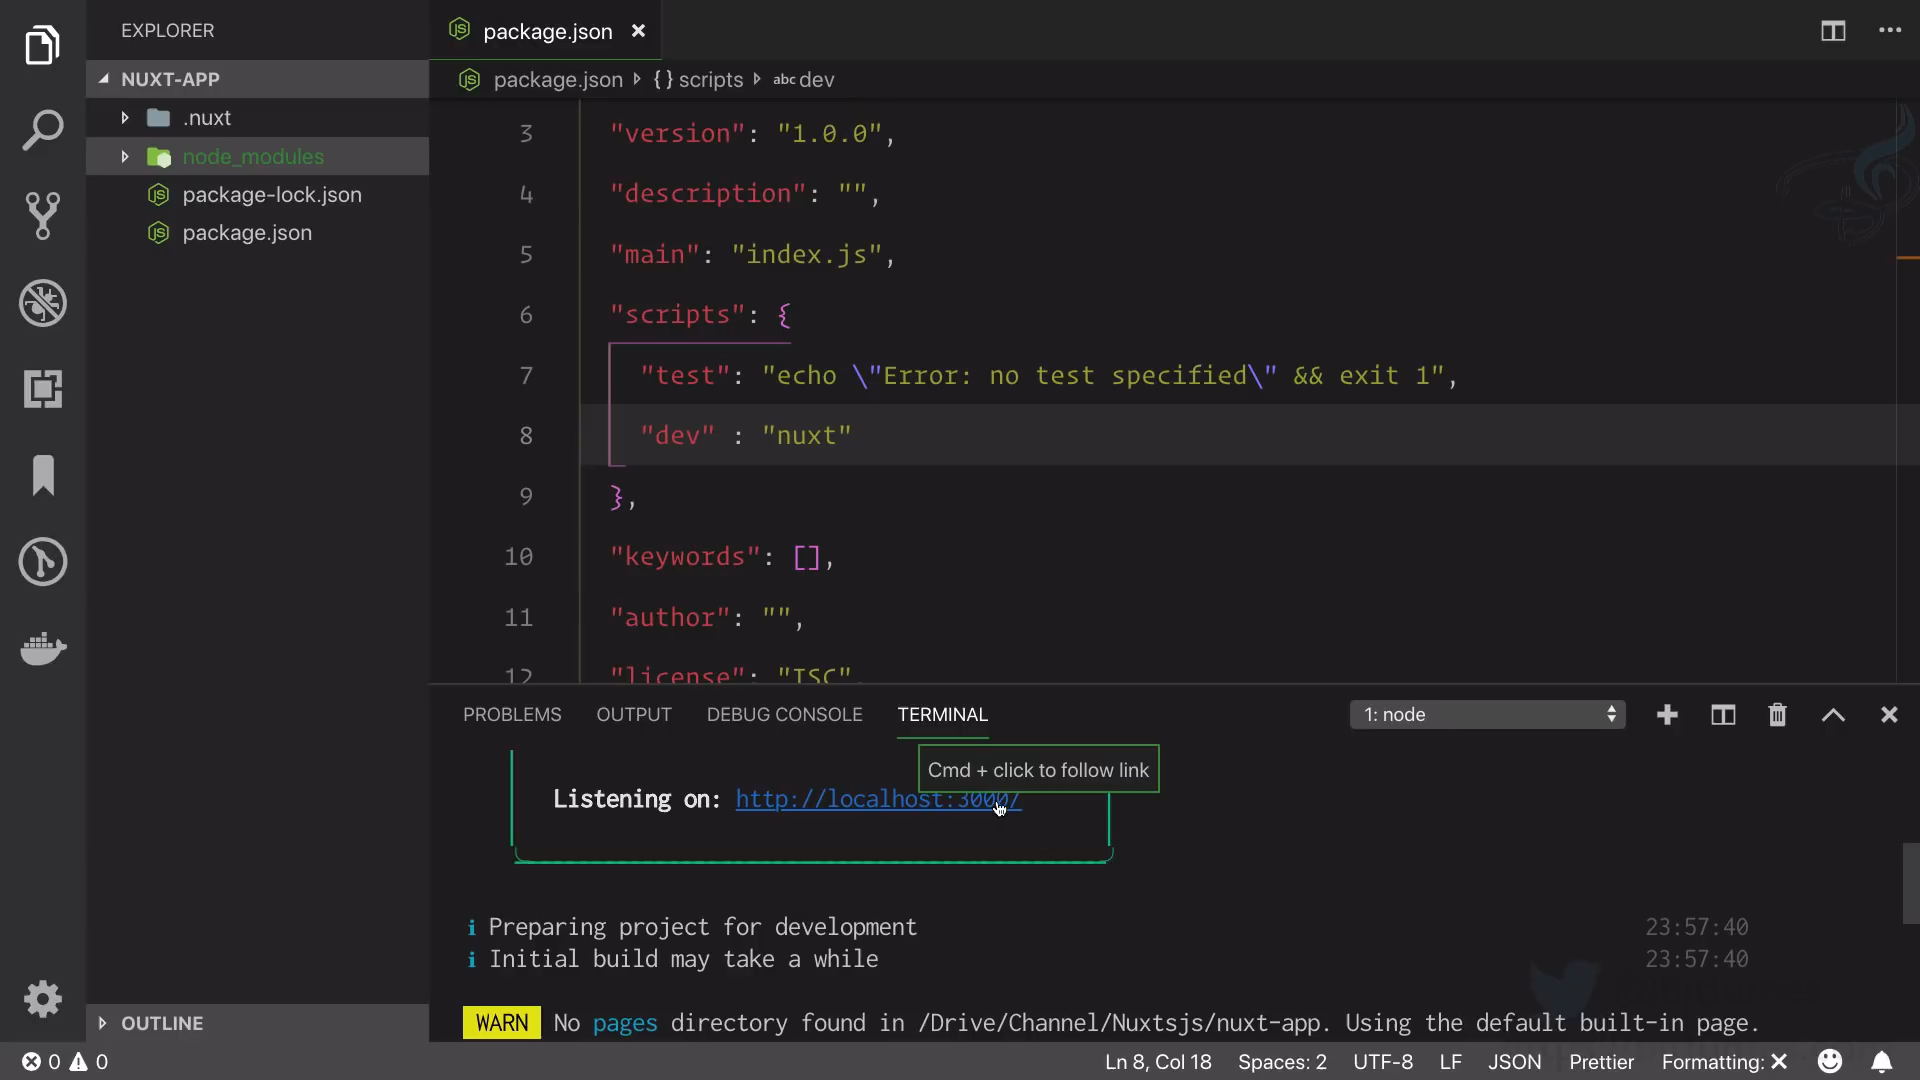 EXPLORER
NUXT-APP
.nuxt
node_modules
package-lock.json
package.json
OUTLINE
package.json
package.json {} scripts abc dev
3 "version": "1.0.0",
4 "description": "",
5 "main": "index.js",
6 "scripts": {
7 "test": "echo \"Error: no test specified\" && exit 1",
8 "dev" : "nuxt"
9 },
10 "keywords": [],
11 "author": "",
12 "license": "ISC",
PROBLEMS OUTPUT DEBUG CONSOLE TERMINAL 1: node
Cmd + click to follow link
Listening on: http://localhost:3000/
i Preparing project for development 23:57:40
i Initial build may take a while 23:57:40
WARN No pages directory found in /Drive/Channel/Nuxtsjs/nuxt-app. Using the default built-in page.
0 0 Ln 8, Col 18 Spaces: 2 UTF-8 LF JSON Prettier Formatting: ✕